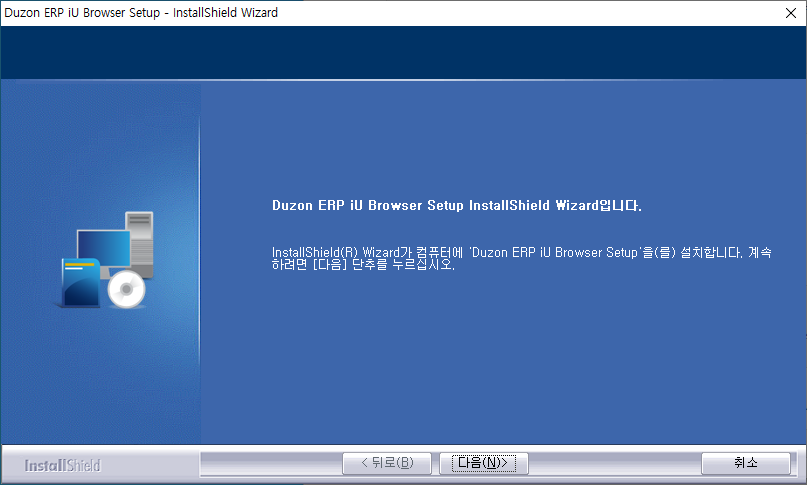 Duzon ERP iU Browser Setup - InstallShield Wizard
Duzon ERP iU Browser Setup InstallShield Wizard입니다.
InstallShield(R) Wizard가 컴퓨터에 'Duzon ERP iU Browser Setup'을(를) 설치합니다. 계속
하려면 [다음] 단추를 누르십시오.
InstallShield
< 뒤로(B)
다음(N)>
취소